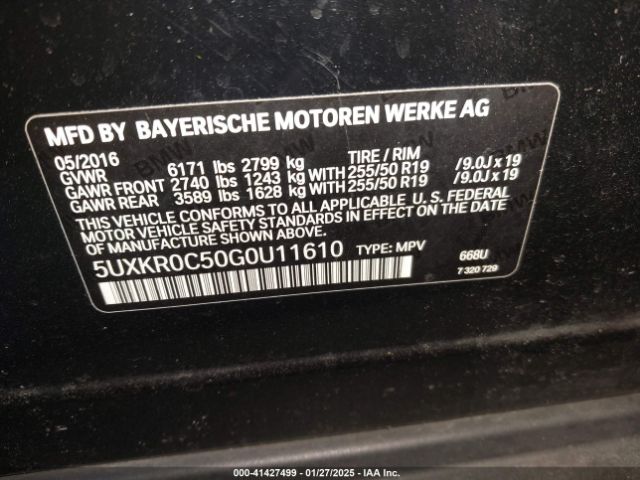 MFD BY BAYERISCHE MOTOREN WERKE AG
05/2016 TIRE / RIM
GVWR 6171 lbs 2799 kg
GAWR FRONT 2740 lbs 1243 kg WITH 255/50 R19 /9.0J x 19
GAWR REAR 3589 lbs 1628 kg WITH 255/50 R19 /9.0J x 19
THIS VEHICLE CONFORMS TO ALL APPLICABLE U.S. FEDERAL
MOTOR VEHICLE SAFETY STANDARDS IN EFFECT ON THE DATE OF
MANUFACTURE SHOWN ABOVE.
5UXKR0C50G0U11610 TYPE: MPV 668U
7 320 729
000-41427499 — 01/27/2025 — IAA Inc.